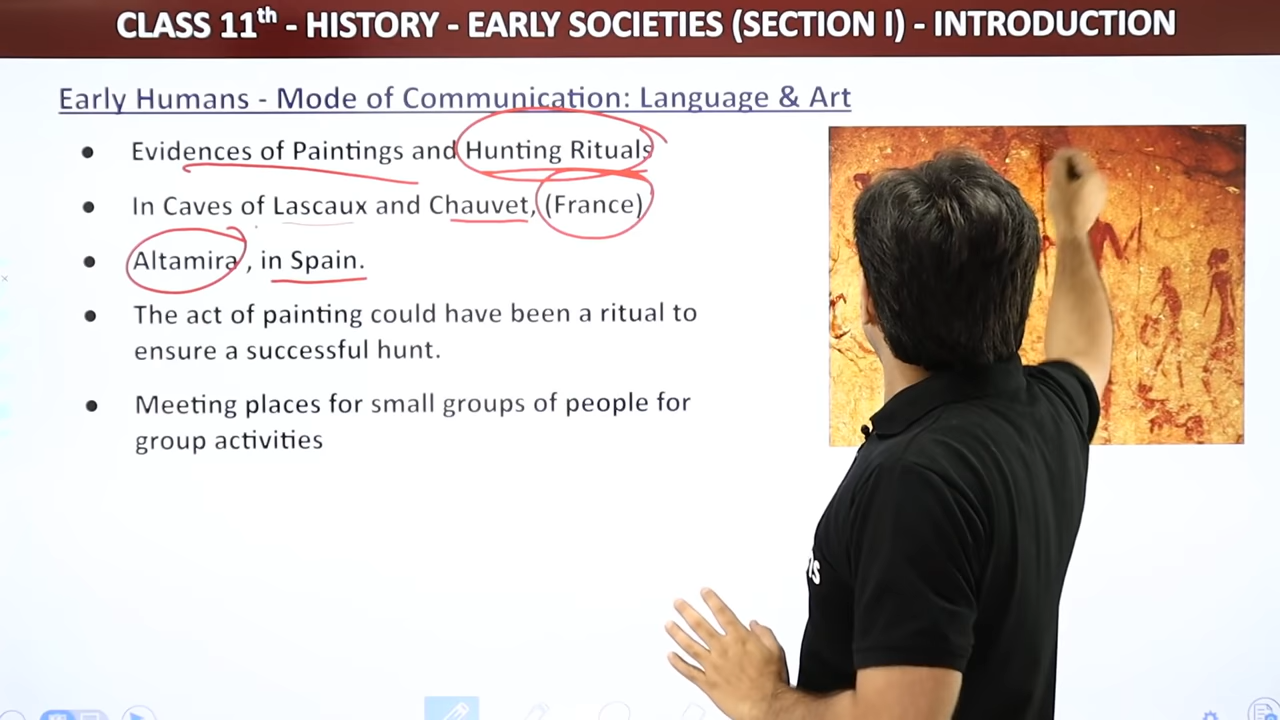 CLASS 11th - HISTORY - EARLY SOCIETIES (SECTION I) - INTRODUCTION
Early Humans - Mode of Communication: Language & Art
● Evidences of Paintings and Hunting Rituals
● In Caves of Lascaux and Chauvet, (France)
● Altamira , in Spain.
● The act of painting could have been a ritual to
ensure a successful hunt.
● Meeting places for small groups of people for
group activities